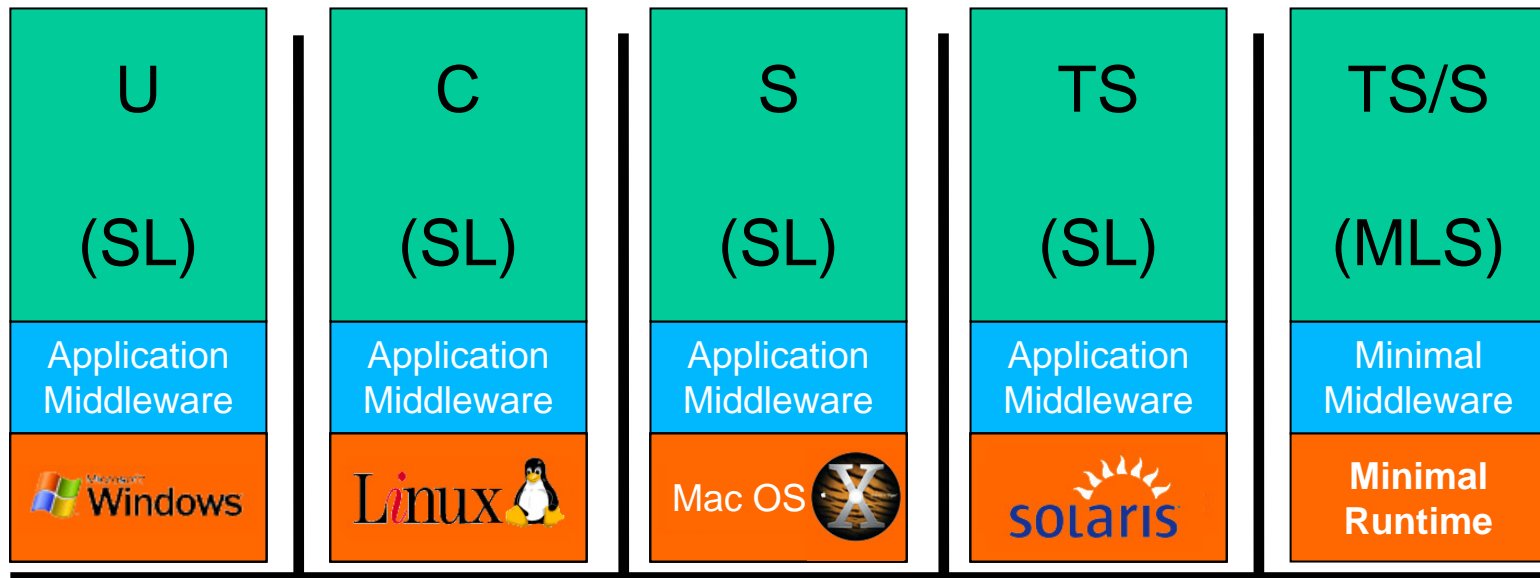 U
(SL)
Application
Middleware
Microsoft
Windows
C
(SL)
Application
Middleware
Linux
S
(SL)
Application
Middleware
Mac OS X
TS
(SL)
Application
Middleware
solaris
TS/S
(MLS)
Minimal
Middleware
Minimal
Runtime